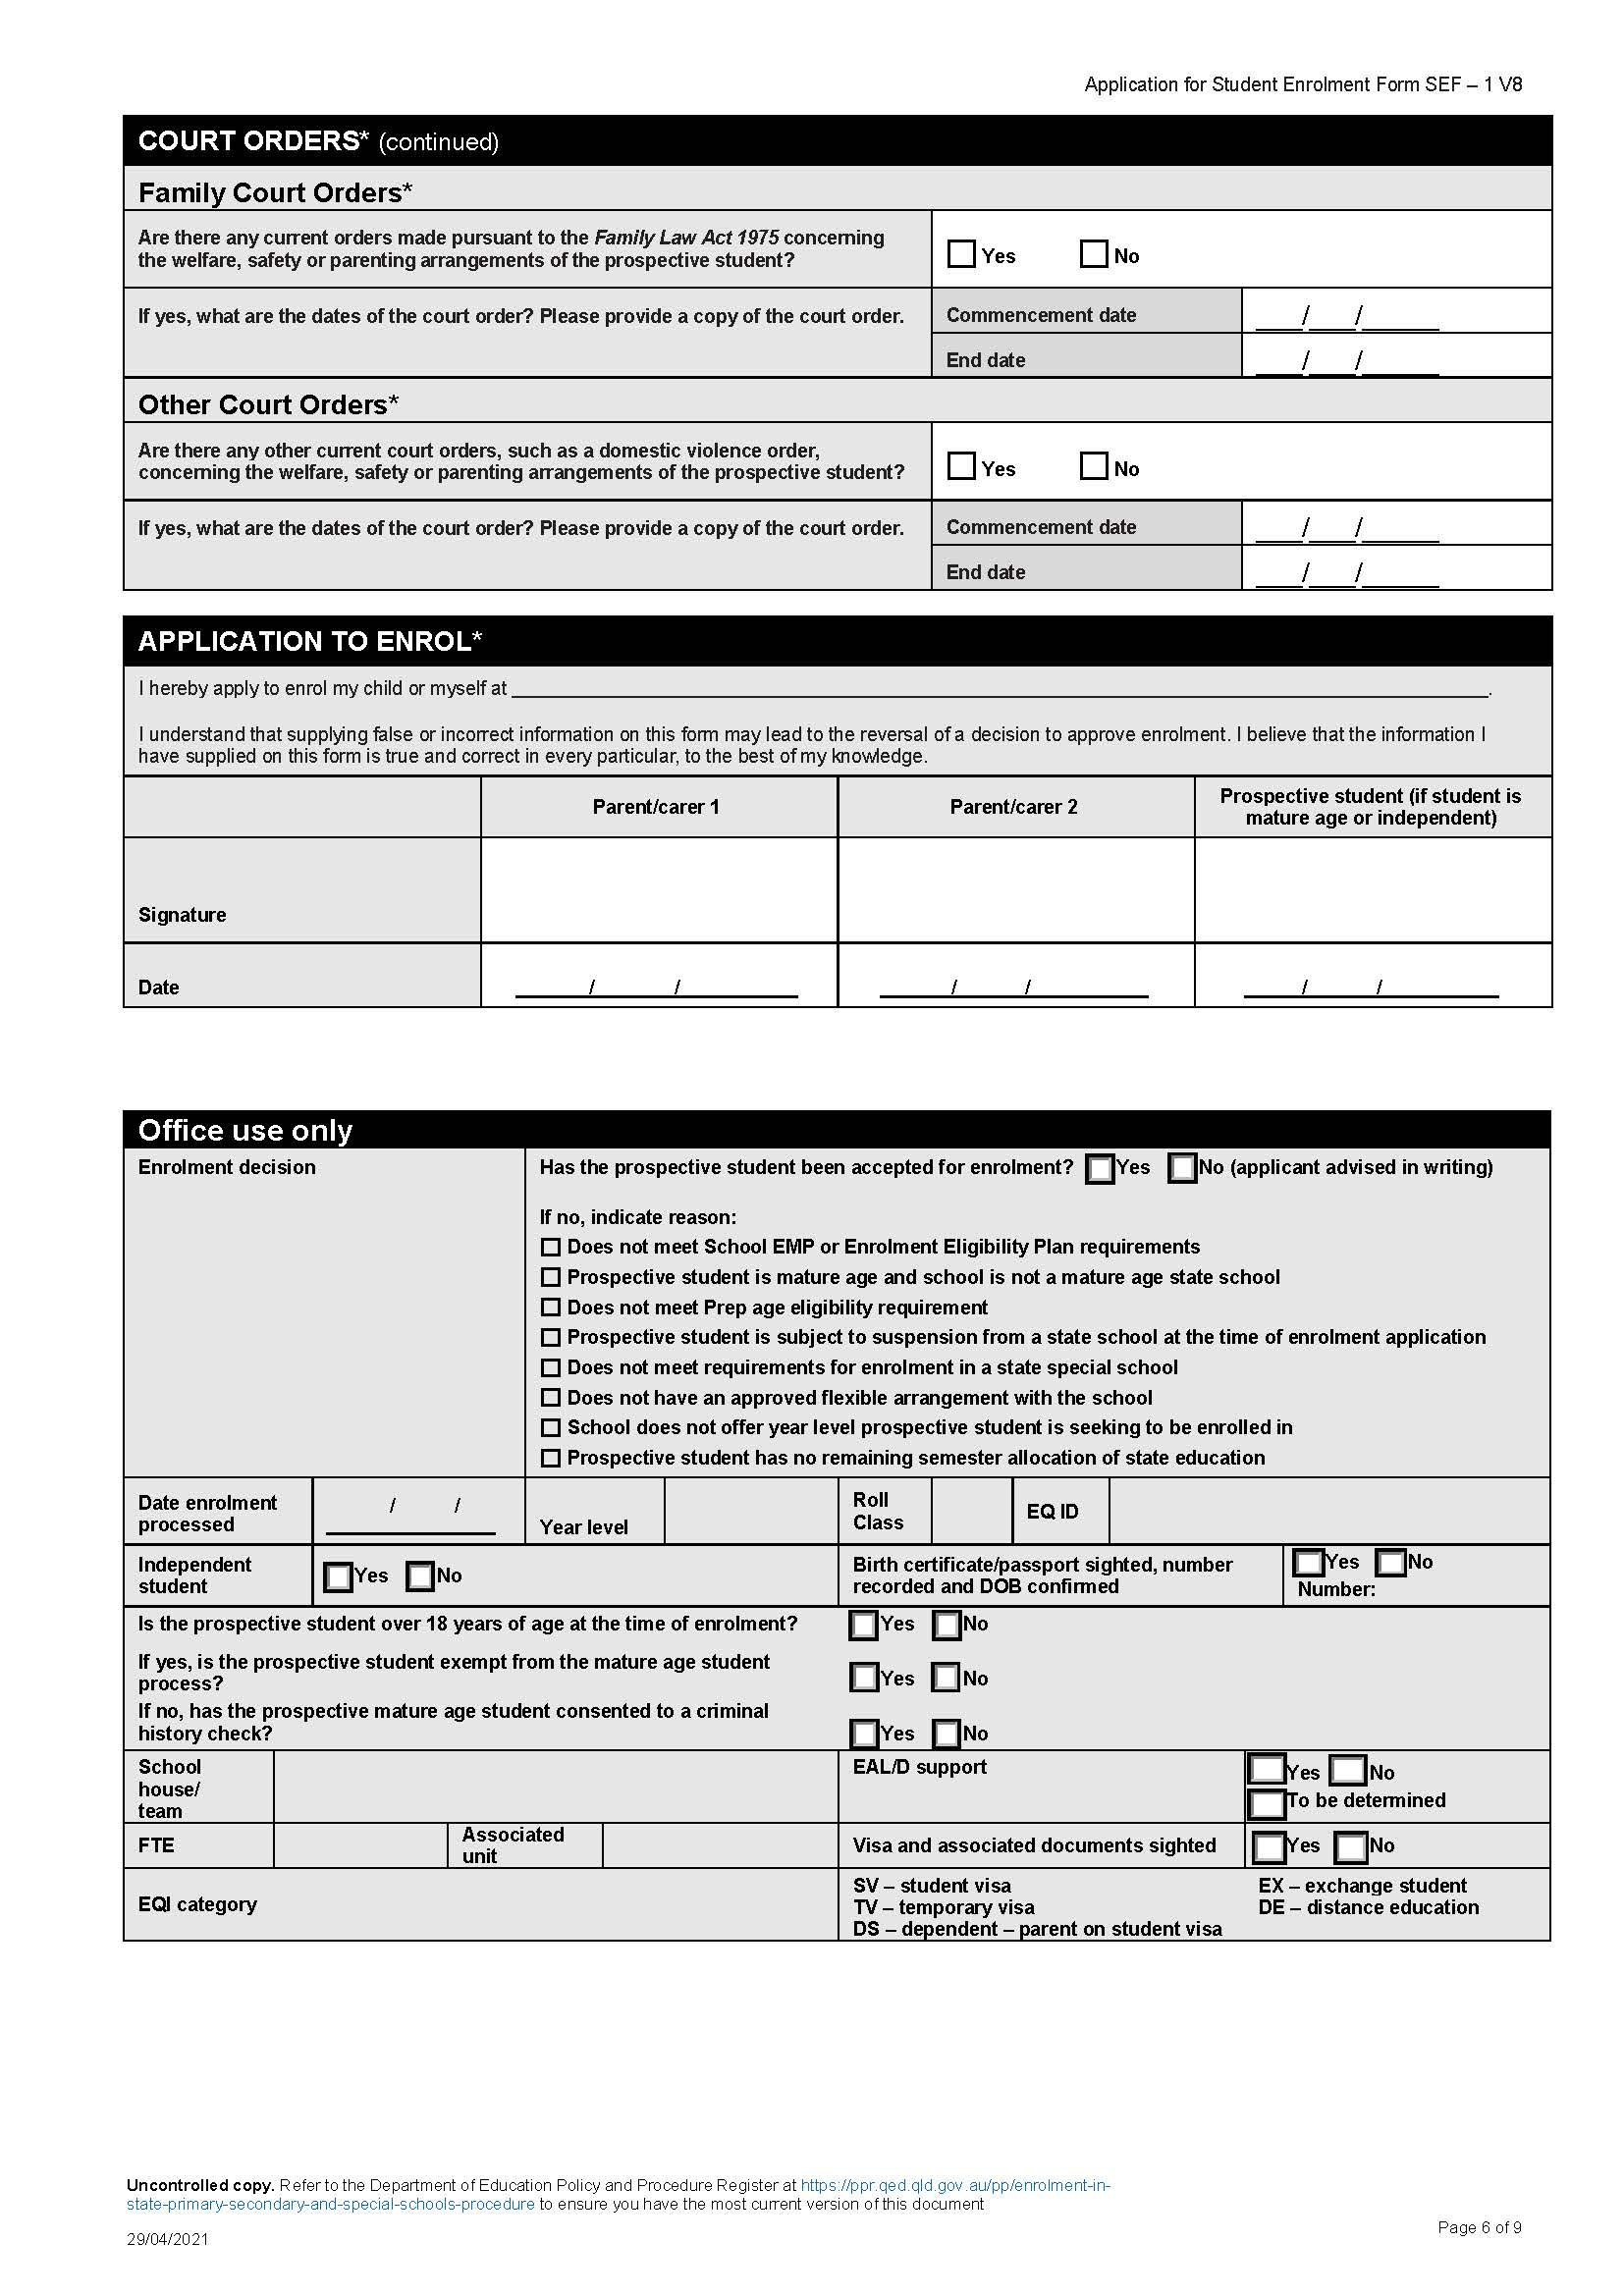 Application for Student Enrolment Form SEF – 1 V8
COURT ORDERS* (continued)
Family Court Orders*
Are there any current orders made pursuant to the Family Law Act 1975 concerning
the welfare, safety or parenting arrangements of the prospective student?
Yes No
If yes, what are the dates of the court order? Please provide a copy of the court order.
Commencement date ____/____/______
End date ____/____/______
Other Court Orders*
Are there any other current court orders, such as a domestic violence order,
concerning the welfare, safety or parenting arrangements of the prospective student?
Yes No
If yes, what are the dates of the court order? Please provide a copy of the court order.
Commencement date ____/____/______
End date ____/____/______
APPLICATION TO ENROL*
I hereby apply to enrol my child or myself at ______________________________.
I understand that supplying false or incorrect information on this form may lead to the reversal of a decision to approve enrolment. I believe that the information I
have supplied on this form is true and correct in every particular, to the best of my knowledge.
Parent/carer 1
Parent/carer 2
Prospective student (if student is
mature age or independent)
Signature
Date / / / / / /
Office use only
Enrolment decision
Has the prospective student been accepted for enrolment? Yes No (applicant advised in writing)
If no, indicate reason:
Does not meet School EMP or Enrolment Eligibility Plan requirements
Prospective student is mature age and school is not a mature age state school
Does not meet Prep age eligibility requirement
Prospective student is subject to suspension from a state school at the time of enrolment application
Does not meet requirements for enrolment in a state special school
Does not have an approved flexible arrangement with the school
School does not offer year level prospective student is seeking to be enrolled in
Prospective student has no remaining semester allocation of state education
Date enrolment
processed
/ /
Year level
Roll
Class
EQ ID
Independent
student
Yes No
Birth certificate/passport sighted, number
recorded and DOB confirmed
Yes No
Number:
Is the prospective student over 18 years of age at the time of enrolment? Yes No
If yes, is the prospective student exempt from the mature age student
process?
Yes No
If no, has the prospective mature age student consented to a criminal
history check?
Yes No
School
house/
team
EAL/D support
Yes No
To be determined
FTE
Associated
unit
Visa and associated documents sighted Yes No
EQI category
SV – student visa
TV – temporary visa
DS – dependent – parent on student visa
EX – exchange student
DE – distance education
Uncontrolled copy. Refer to the Department of Education Policy and Procedure Register at https://ppr.qed.qld.gov.au/pp/enrolment-in-
state-primary-secondary-and-special-schools-procedure to ensure you have the most current version of this document
29/04/2021
Page 6 of 9